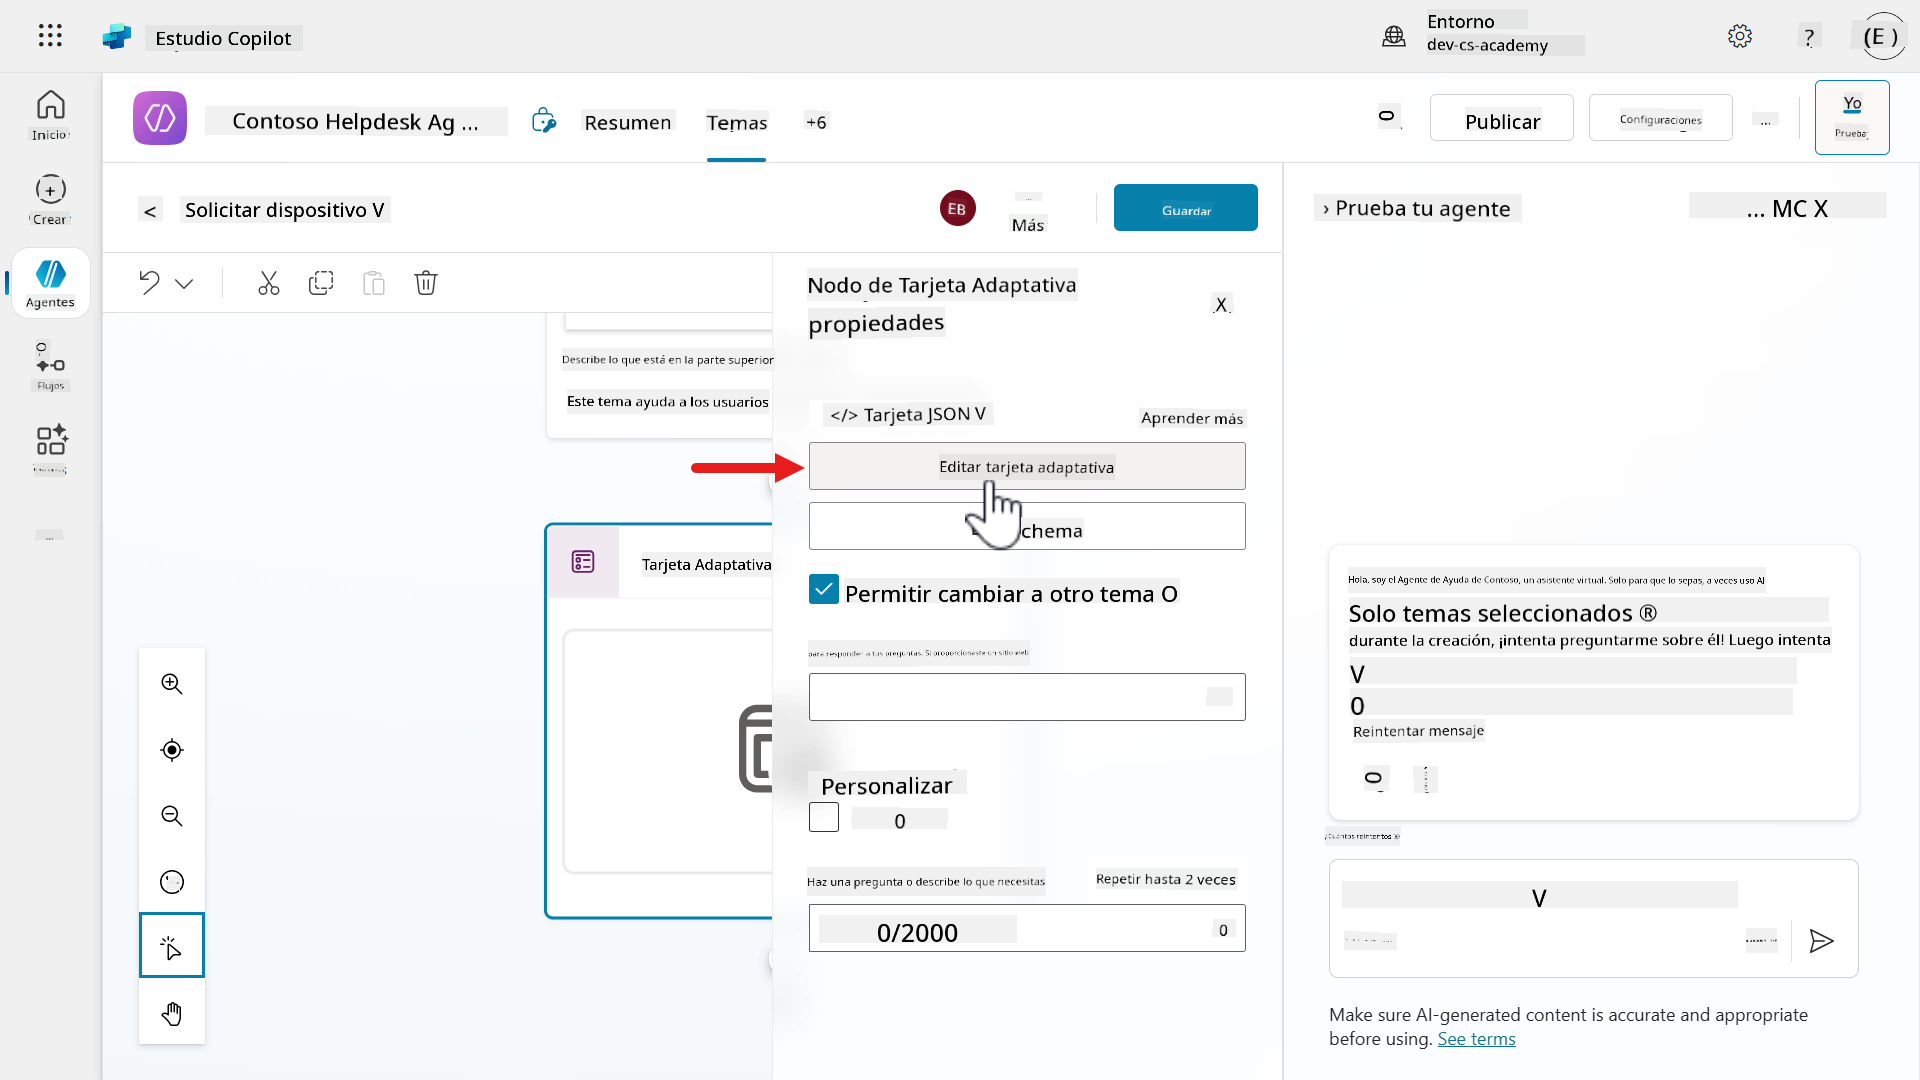 Estudio Copilot
Entorno
dev-cs-academy
?
(E )
Inicio
Crear
Agentes
Flujos
...
Contoso Helpdesk Ag ...
Resumen
Temas
+6
Publicar
Configuraciones
...
Yo
Prueba
<
Solicitar dispositivo V
EB
Más
Guardar
Describe lo que está en la parte superior
Este tema ayuda a los usuarios
Tarjeta Adaptativa
Nodo de Tarjeta Adaptativa
propiedades
X
</> Tarjeta JSON V
Aprender más
Editar tarjeta adaptativa
chema
Permitir cambiar a otro tema O
para responder a tus preguntas. Si proporcionaste un sitio web
Personalizar
0
Haz una pregunta o describe lo que necesitas
Repetir hasta 2 veces
0/2000
0
› Prueba tu agente
... MC X
Hola, soy el Agente de Ayuda de Contoso, un asistente virtual. Solo para que lo sepas, a veces uso AI
Solo temas seleccionados ®
durante la creación, ¡intenta preguntarme sobre él! Luego intenta
V
0
Reintentar mensaje
0
¿Cuántos reintentos
V
Make sure AI-generated content is accurate and appropriate
before using. See terms